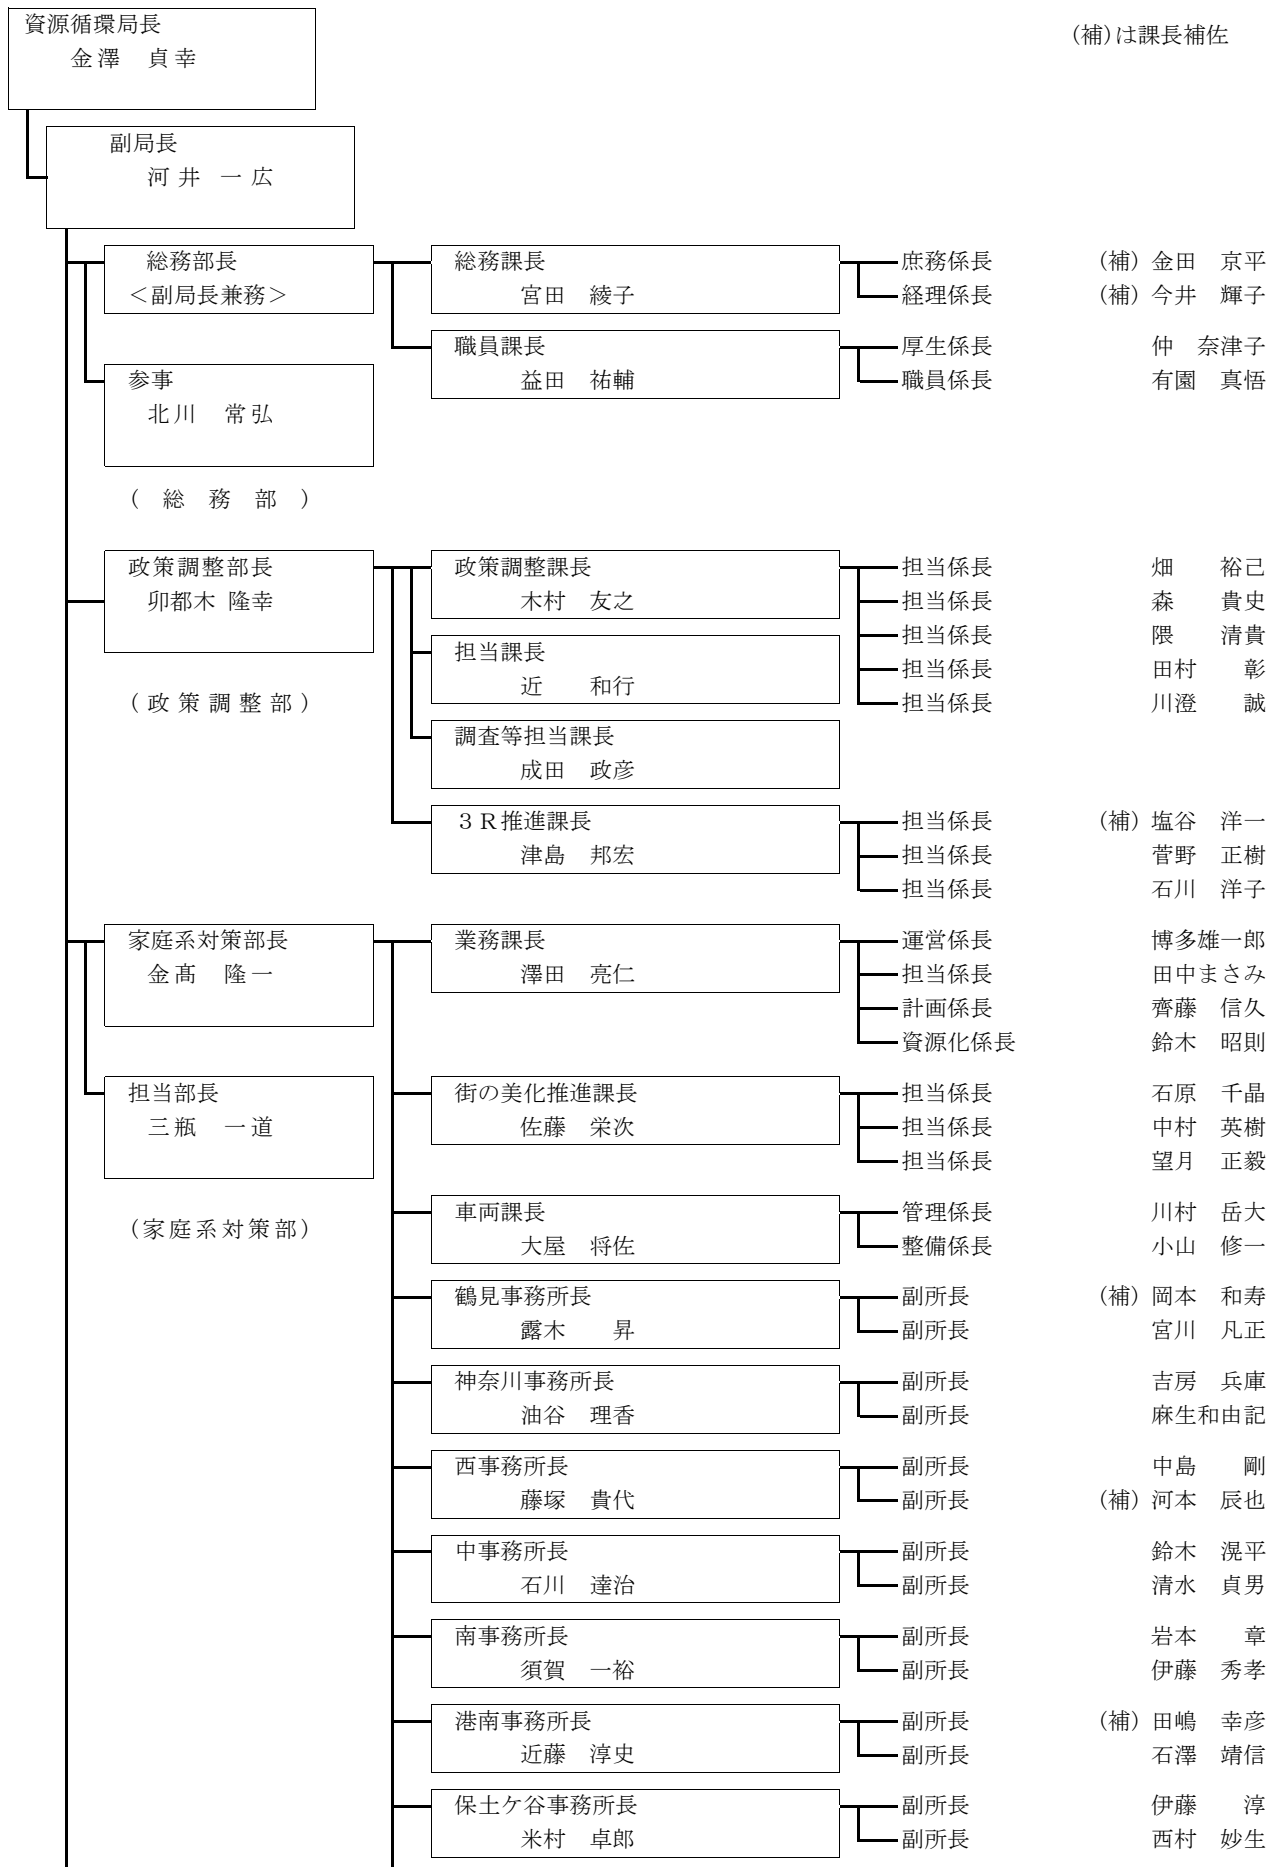 資源循環局長
金澤　貞幸
（補）は課長補佐
副局長
河井　一広
総務部長　総務課長　庶務係長　（補）金田　京平
＜副局長兼務＞　宮田　綾子　経理係長　（補）今井　輝子
職員課長　厚生係長　仲　奈津子
参事　益田　祐輔　職員係長　有園　真悟
北川　常弘
（　総　務　部　）
政策調整部長　政策調整課長　担当係長　畑　裕己
卯都木 隆幸　木村　友之　担当係長　森　貴史
担当課長　担当係長　隈　清貴
近　和行　担当係長　田村　彰
（政策調整部）　担当係長　川澄　誠
調査等担当課長
成田　政彦
３Ｒ推進課長　担当係長　（補）塩谷　洋一
津島　邦宏　担当係長　菅野　正樹
担当係長　石川　洋子
家庭系対策部長　業務課長　運営係長　博多雄一郎
金髙　隆一　澤田　亮仁　担当係長　田中まさみ
計画係長　齊藤　信久
資源化係長　鈴木　昭則
担当部長　街の美化推進課長　担当係長　石原　千晶
三瓶　一道　佐藤　栄次　担当係長　中村　英樹
担当係長　望月　正毅
車両課長　管理係長　川村　岳大
（家庭系対策部）　大屋　将佐　整備係長　小山　修一
鶴見事務所長　副所長　（補）岡本　和寿
露木　昇　副所長　宮川　凡正
神奈川事務所長　副所長　吉房　兵庫
油谷　理香　副所長　麻生和由記
西事務所長　副所長　中島　剛
藤塚　貴代　副所長　（補）河本　辰也
中事務所長　副所長　鈴木　滉平
石川　達治　副所長　清水　貞男
南事務所長　副所長　岩本　章
須賀　一裕　副所長　伊藤　秀孝
港南事務所長　副所長　（補）田嶋　幸彦
近藤　淳史　副所長　石澤　靖信
保土ケ谷事務所長　副所長　伊藤　淳
米村　卓郎　副所長　西村　妙生